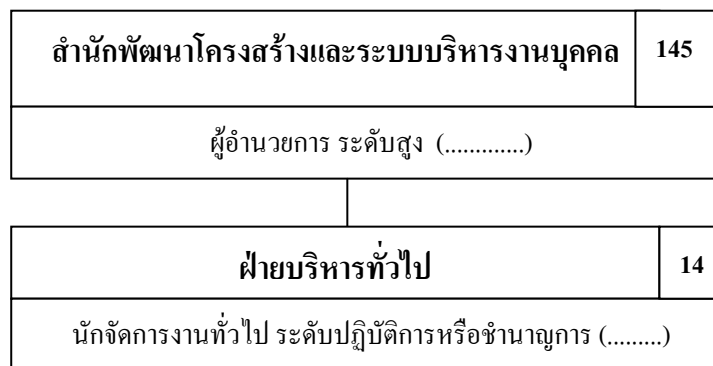 สำนักพัฒนาโครงสร้างและระบบบริหารงานบุคคล 145
ผู้อำนวยการ ระดับสูง (.............)
ฝ่ายบริหารทั่วไป 14
นักจัดการงานทั่วไป ระดับปฏิบัติการหรือชำนาญการ (.........)